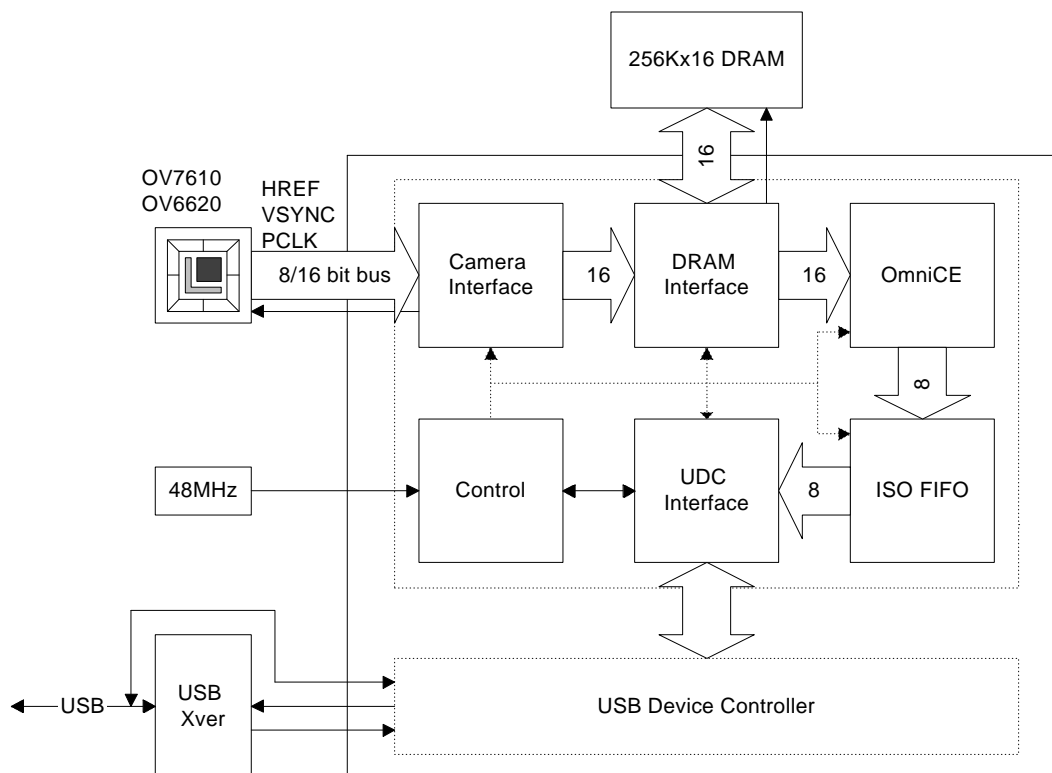 256Kx16 DRAM
16
OV7610
OV6620
HREF
VSYNC
PCLK
8/16 bit bus
Camera
Interface
16
DRAM
Interface
16
OmniCE
8
48MHz
Control
UDC
Interface
8
ISO FIFO
USB
USB
Xver
USB Device Controller